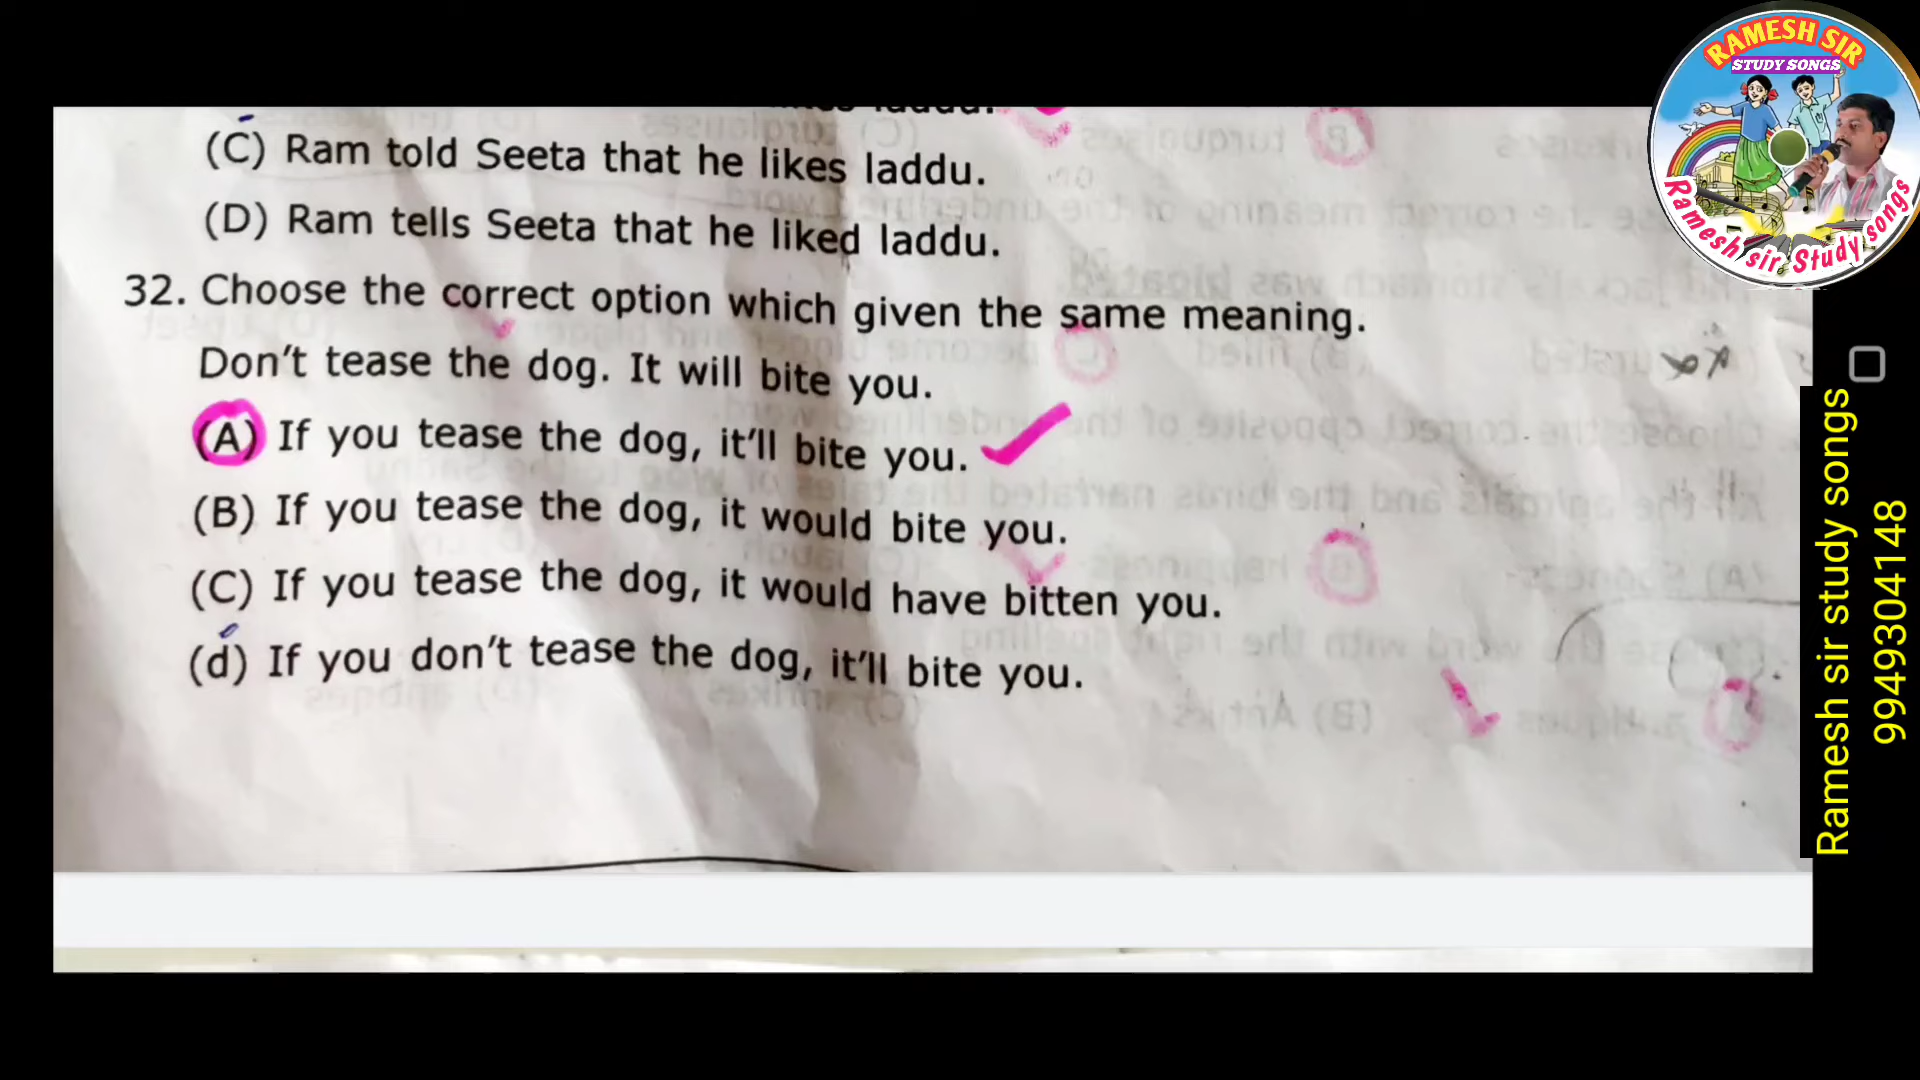 RAMESH SIR
STUDY SONGS
Ramesh sir Study songs
laddu.
(C) Ram told Seeta that he likes laddu.
(D) Ram tells Seeta that he liked laddu.
32. Choose the correct option which given the same meaning.
Don't tease the dog. It will bite you.
(A) If you tease the dog, it'll bite you.
(B) If you tease the dog, it would bite you.
(C) If you tease the dog, it would have bitten you.
(d) If you don't tease the dog, it'll bite you.
Ramesh sir study songs
9949304148